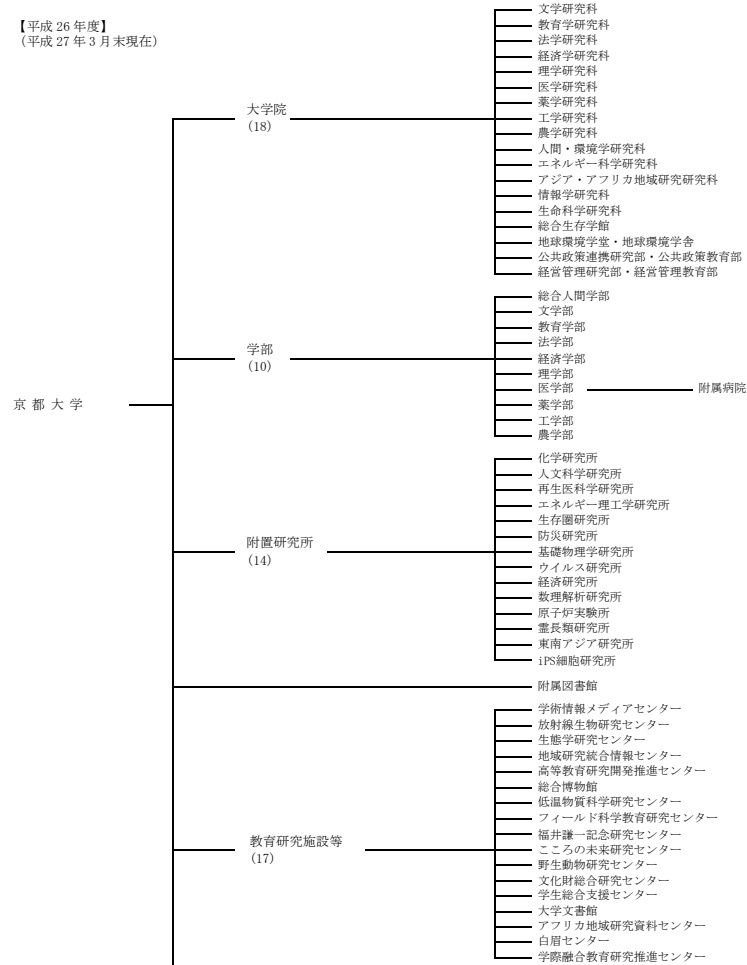 【平成 26 年度】
（平成 27 年 3 月末現在）
京 都 大 学
大学院
(18)
文学研究科
教育学研究科
法学研究科
経済学研究科
理学研究科
医学研究科
薬学研究科
工学研究科
農学研究科
人間・環境学研究科
エネルギー科学研究科
アジア・アフリカ地域研究研究科
情報学研究科
生命科学研究科
総合生存学館
地球環境学堂・地球環境学舎
公共政策連携研究部・公共政策教育部
経営管理研究部・経営管理教育部
学部
(10)
総合人間学部
文学部
教育学部
法学部
経済学部
理学部
医学部
附属病院
薬学部
工学部
農学部
附置研究所
(14)
化学研究所
人文科学研究所
再生医科学研究所
エネルギー理工学研究所
生存圏研究所
防災研究所
基礎物理学研究所
ウイルス研究所
経済研究所
数理解析研究所
原子炉実験所
霊長類研究所
東南アジア研究所
iPS細胞研究所
附属図書館
教育研究施設等
(17)
学術情報メディアセンター
放射線生物研究センター
生態学研究センター
地域研究統合情報センター
高等教育研究開発推進センター
総合博物館
低温物質科学研究センター
フィールド科学教育研究センター
福井謙一記念研究センター
こころの未来研究センター
野生動物研究センター
文化財総合研究センター
学生総合支援センター
大学文書館
アフリカ地域研究資料センター
白眉センター
学際融合教育研究推進センター